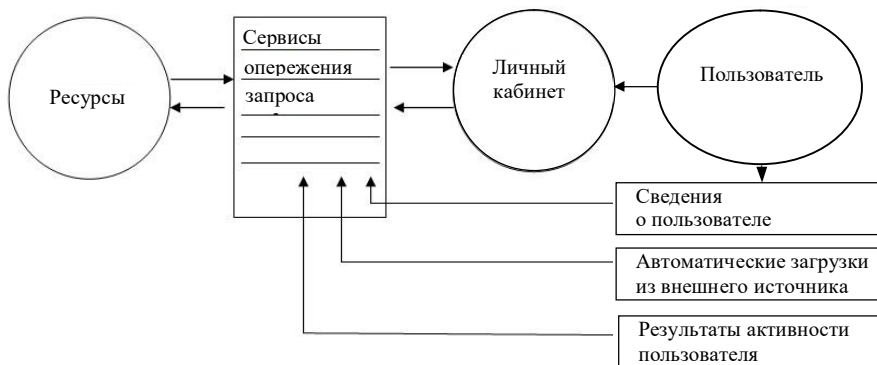 Ресурсы
Сервисы
опережения
запроса
Личный
кабинет
Пользователь
Сведения
о пользователе
Автоматические загрузки
из внешнего источника
Результаты активности
пользователя